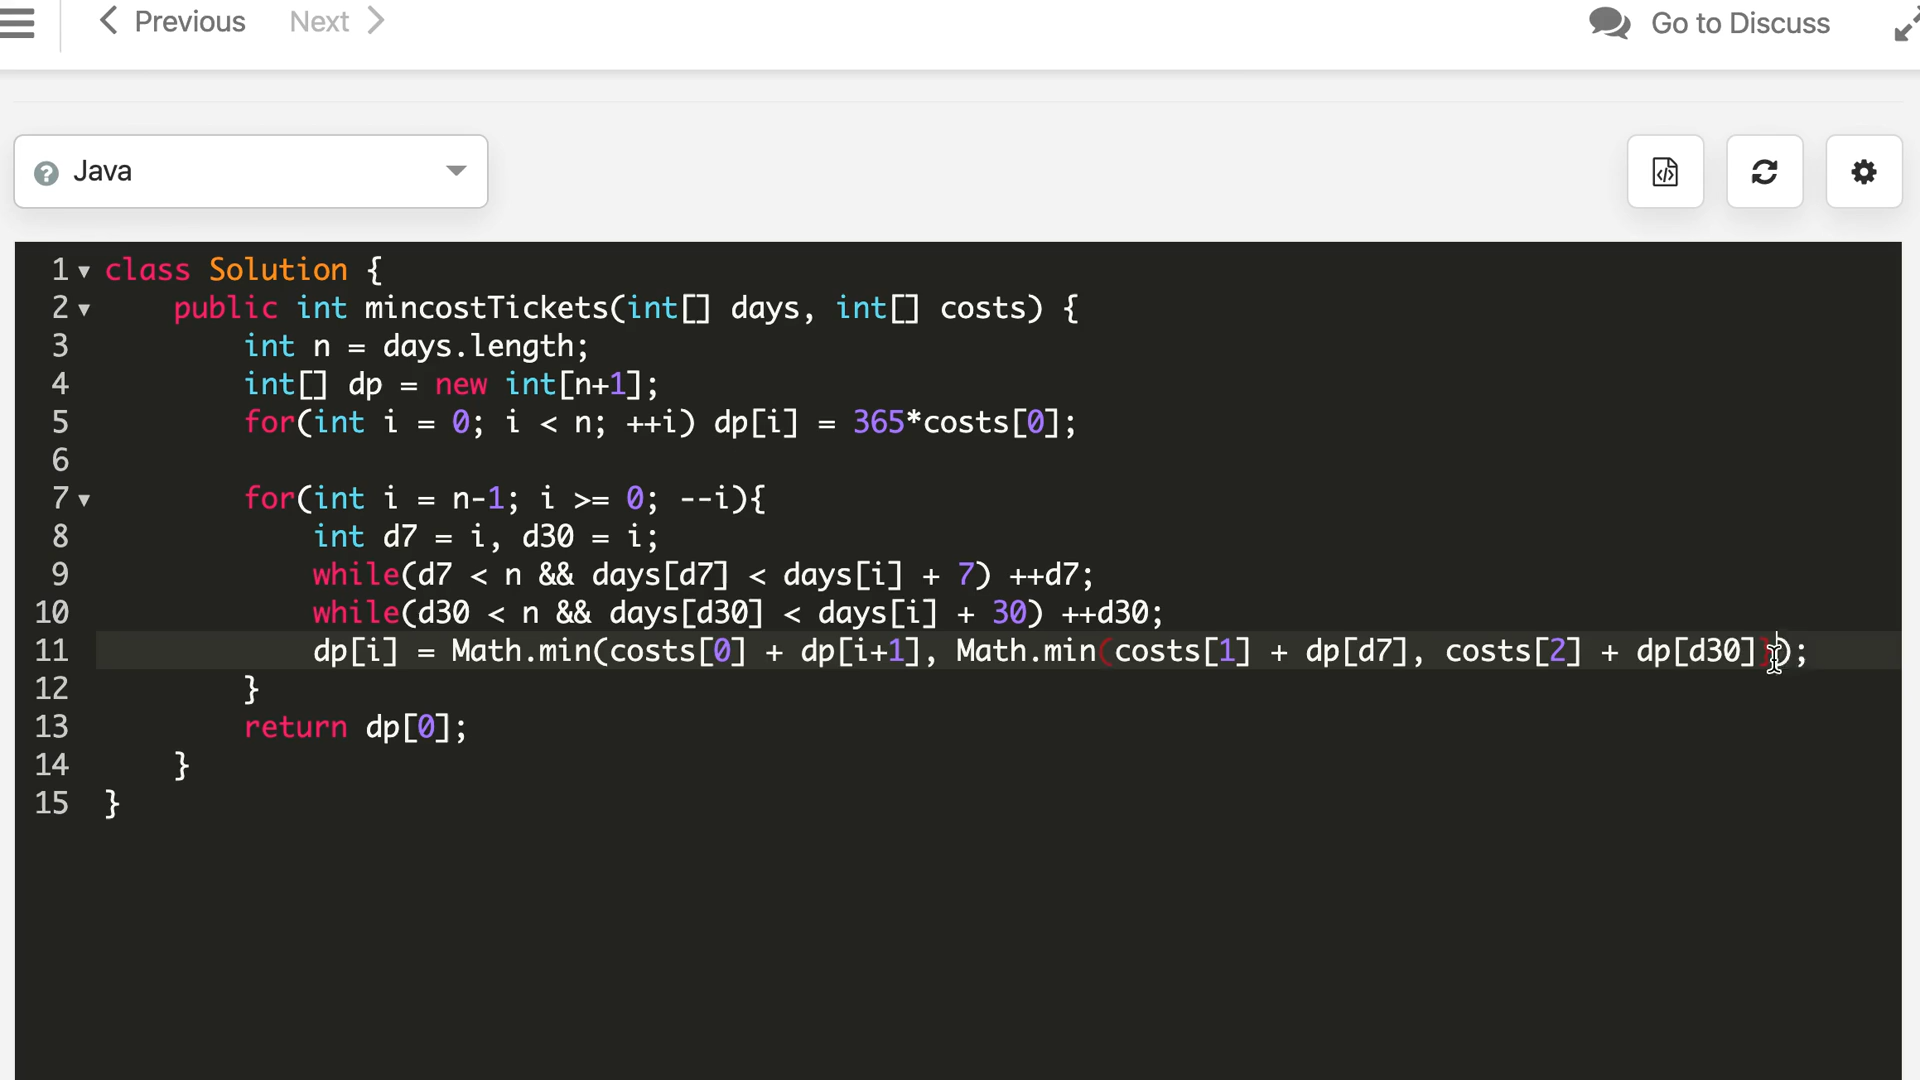 Previous Next Go to Discuss
? Java
1 class Solution {
2 public int mincostTickets(int[] days, int[] costs) {
3 int n = days.length;
4 int[] dp = new int[n+1];
5 for(int i = 0; i < n; ++i) dp[i] = 365*costs[0];
6
7 for(int i = n-1; i >= 0; --i){
8 int d7 = i, d30 = i;
9 while(d7 < n && days[d7] < days[i] + 7) ++d7;
10 while(d30 < n && days[d30] < days[i] + 30) ++d30;
11 dp[i] = Math.min(costs[0] + dp[i+1], Math.min(costs[1] + dp[d7], costs[2] + dp[d30]));
12 }
13 return dp[0];
14 }
15 }